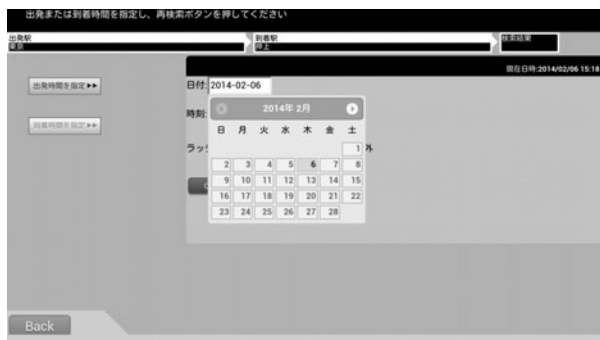 出発または到着時間を指定し、再検索ボタンを押してください
出発駅
東京
到着駅
押上
検索結果
現在日時:2014/02/06 15:18
出発時間を指定▶▶
到着時間を指定▶▶
日付: 2014-02-06
時刻:
2014年 2月
日 月 火 水 木 金 土
1
2 3 4 5 6 7 8
9 10 11 12 13 14 15
16 17 18 19 20 21 22
23 24 25 26 27 28
ラッ
外
Back